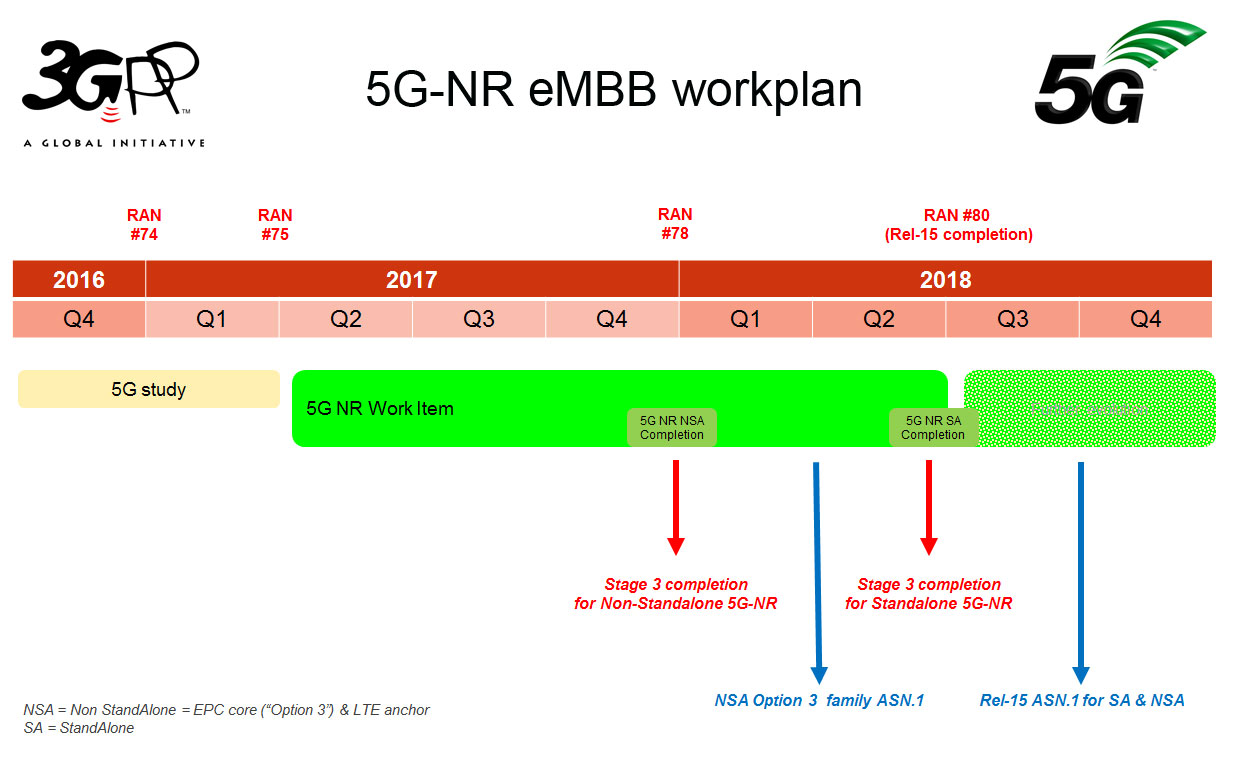 3GPP™
A GLOBAL INITIATIVE
5G-NR eMBB workplan
5G™
RAN
#74
RAN
#75
RAN
#78
RAN #80
(Rel-15 completion)
2016
2017
2018
Q4
Q1
Q2
Q3
Q4
Q1
Q2
Q3
Q4
5G study
5G NR Work Item
5G NR NSA
Completion
5G NR SA
Completion
Stage 3 completion
for Non-Standalone 5G-NR
Stage 3 completion
for Standalone 5G-NR
NSA Option 3 family ASN.1
Rel-15 ASN.1 for SA & NSA
NSA = Non StandAlone = EPC core (“Option 3”) & LTE anchor
SA = StandAlone